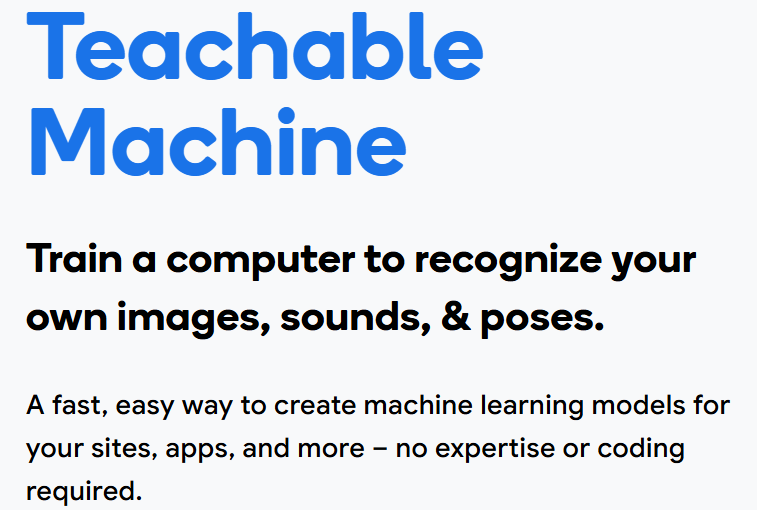 Teachable
Machine
Train a computer to recognize your
own images, sounds, & poses.
A fast, easy way to create machine learning models for
your sites, apps, and more – no expertise or coding
required.